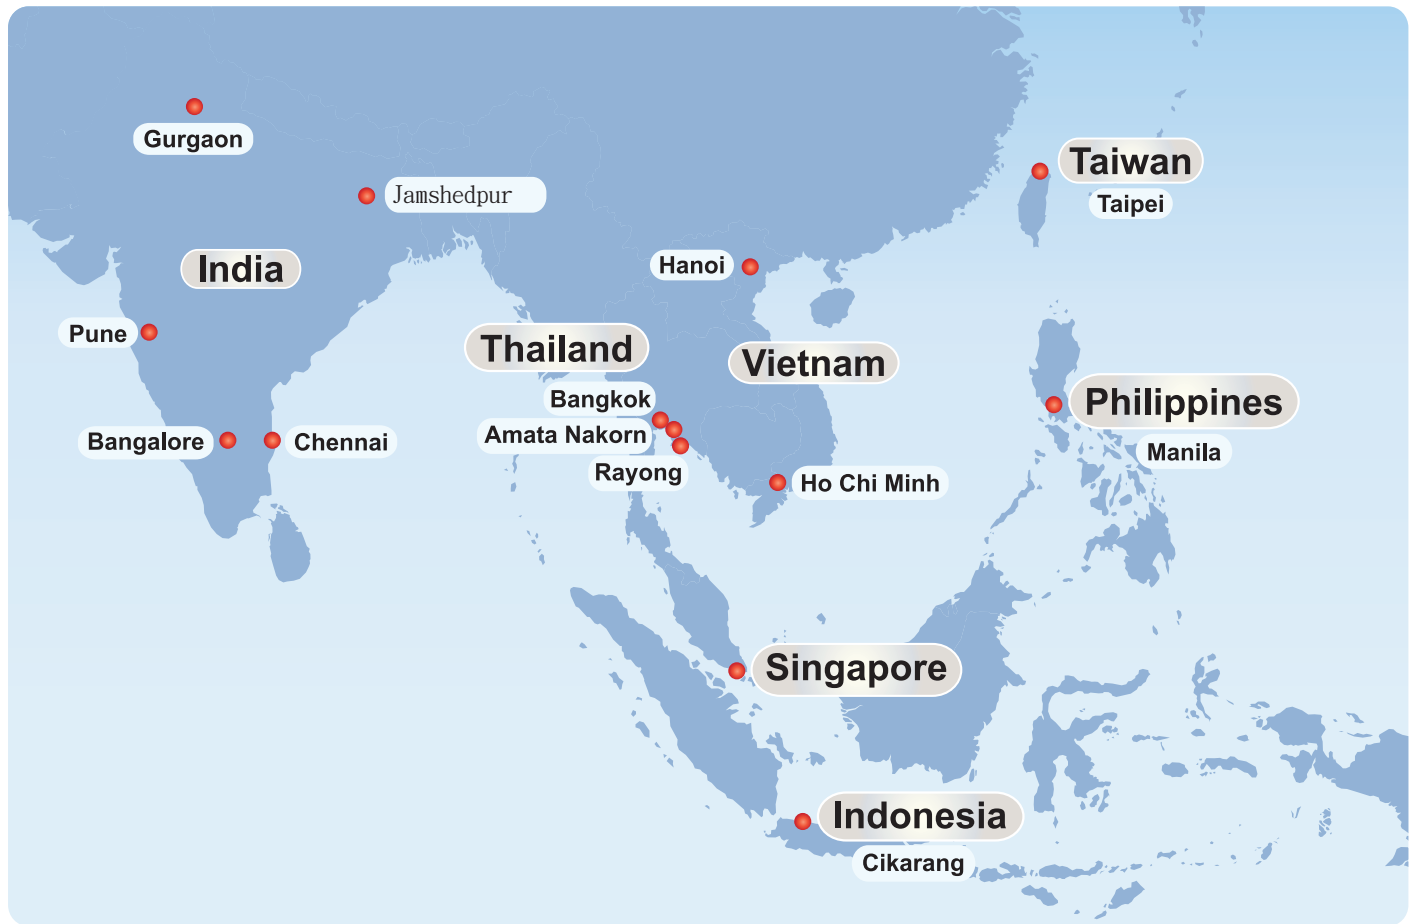 Gurgaon
Taiwan
Jamshedpur
Taipei
Hanoi
India
Pune
Thailand
Vietnam
Bangkok
Philippines
Amata Nakorn
Bangalore
Chennai
Manila
Rayong
Ho Chi Minh
Singapore
Indonesia
Cikarang